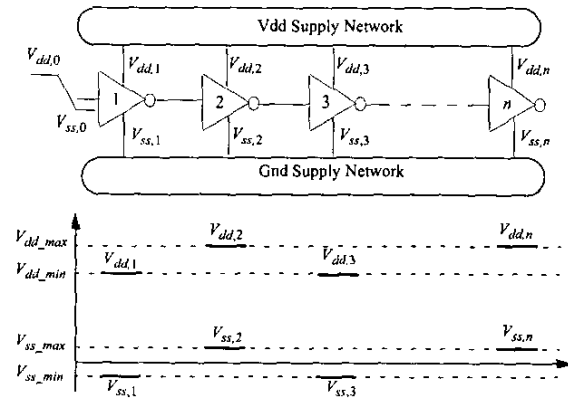 Vdd Supply Network
V_{dd,0} V_{dd,1} V_{dd,2} V_{dd,3} V_{dd,n}
1 2 3 n
V_{ss,0} V_{ss,1} V_{ss,2} V_{ss,3} V_{ss,n}
Gnd Supply Network
V_{dd_max} V_{dd,2} V_{dd,n}
V_{dd_min} V_{dd,1} V_{dd,3}
V_{ss_max} V_{ss,2} V_{ss,n}
V_{ss_min} V_{ss,1} V_{ss,3}